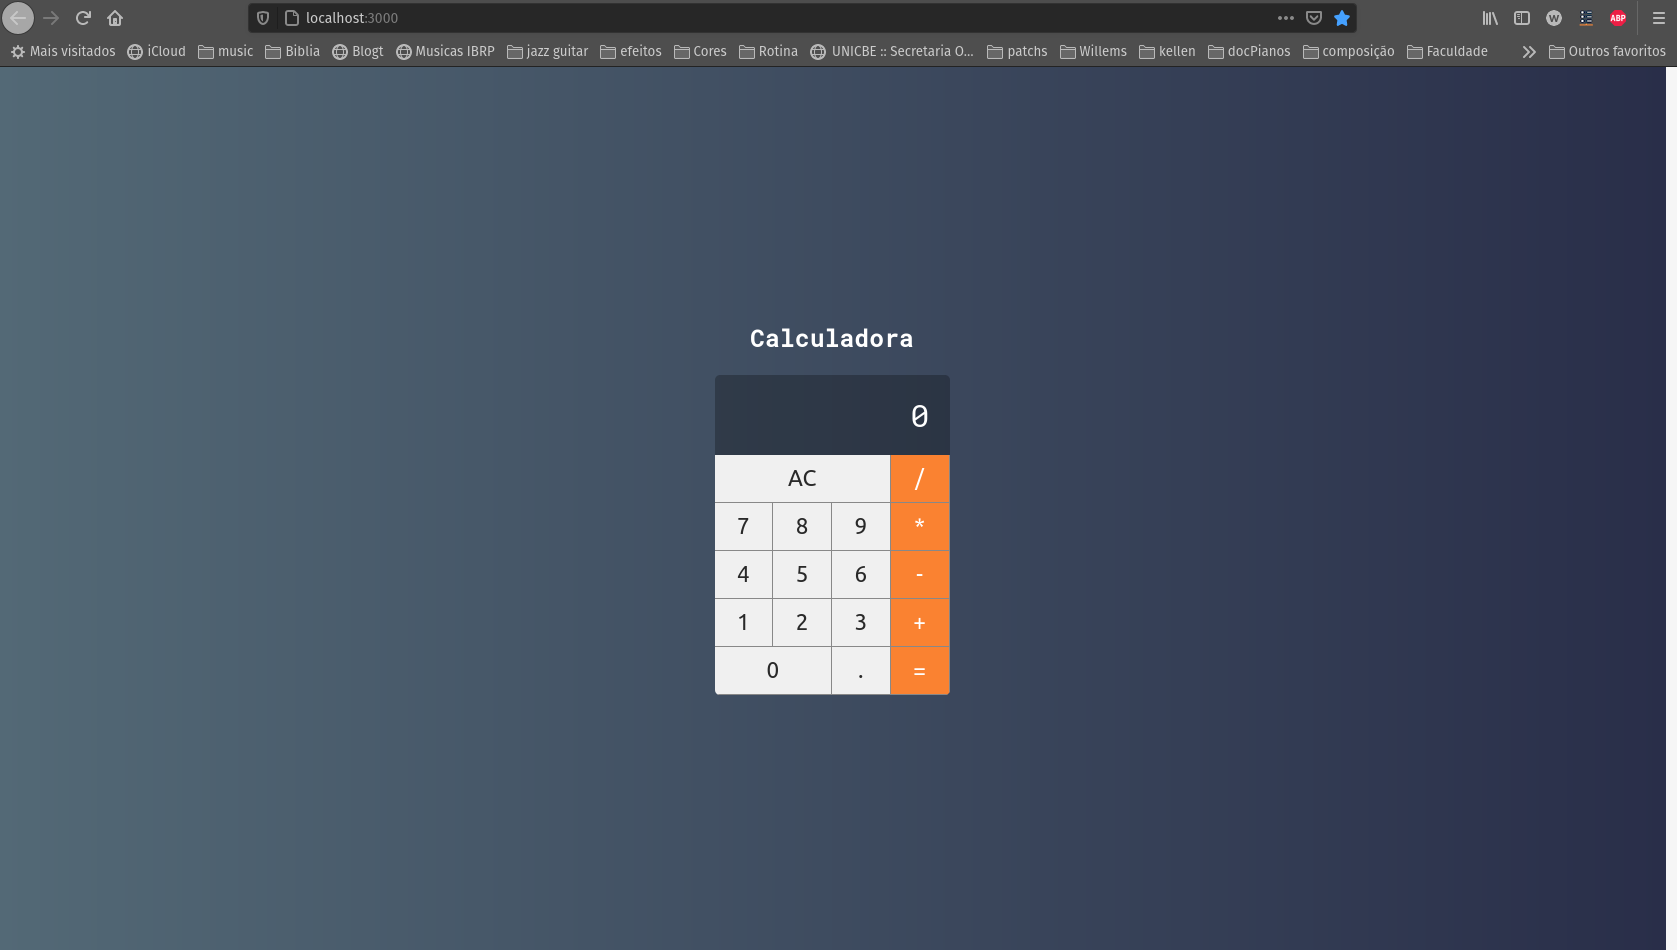 localhost:3000
W
ABP
Mais visitados iCloud music Biblia Blogt Musicas IBRP jazz guitar efeitos Cores Rotina UNICBE :: Secretaria O... patchs Willems kellen docPianos composição Faculdade Outros favoritos
Calculadora
0
AC /
7 8 9 *
4 5 6 -
1 2 3 +
0 . =